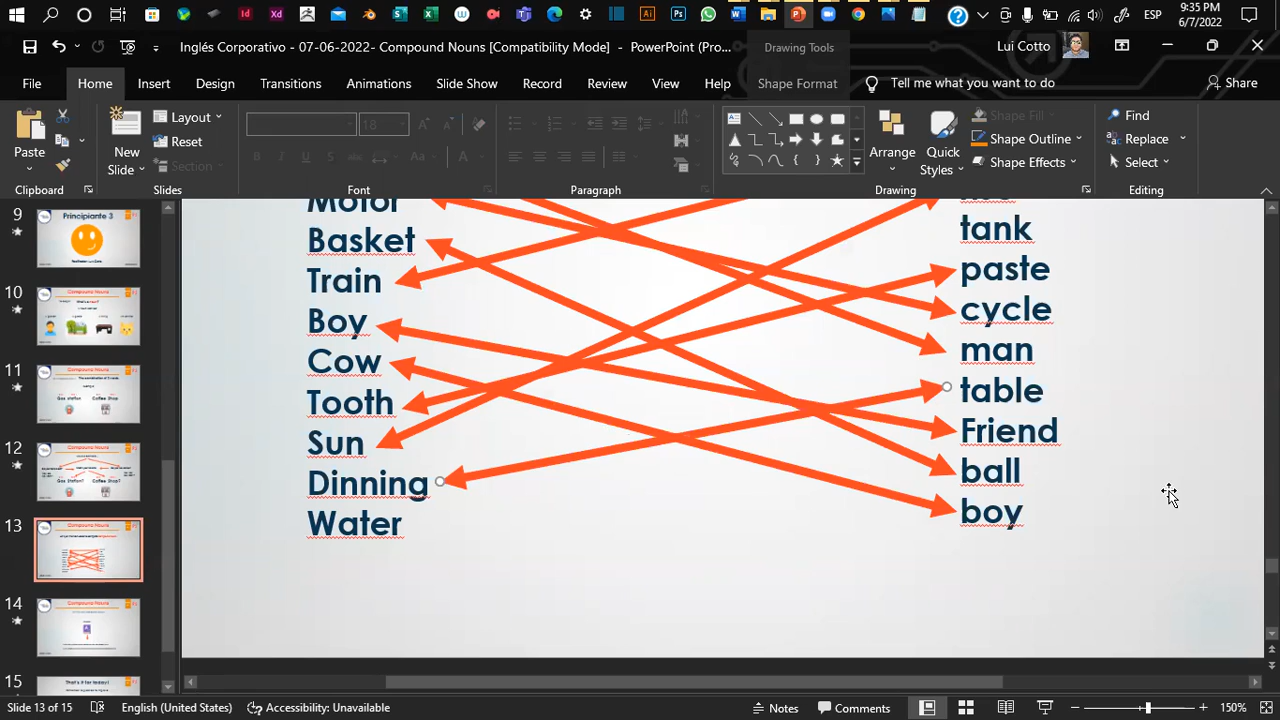 9:35 PM
ESP
6/7/2022
Inglés Corporativo - 07-06-2022- Compound Nouns [Compatibility Mode] - PowerPoint (Pro...
Drawing Tools
Lui Cotto
File Home Insert Design Transitions Animations Slide Show Record Review View Help Shape Format Tell me what you want to do Share
Paste
Clipboard
New Slide
Layout
Reset
Section
Slides
18
Font
Paragraph
Arrange
Quick Styles
Shape Fill
Shape Outline
Shape Effects
Drawing
Find
Replace
Select
Editing
9
Principiante 3
10
Compound Nouns
11
Compound Nouns
Gas station Coffee Shop
12
Compound Nouns
Gas Station? Coffee Shop?
13
Compound Nouns
14
Compound Nouns
15
That's it for today!
Motor
Basket
Train
Boy
Cow
Tooth
Sun
Dinning
Water
tank
paste
cycle
man
table
Friend
ball
boy
Slide 13 of 15 English (United States) Accessibility: Unavailable Notes Comments 150%